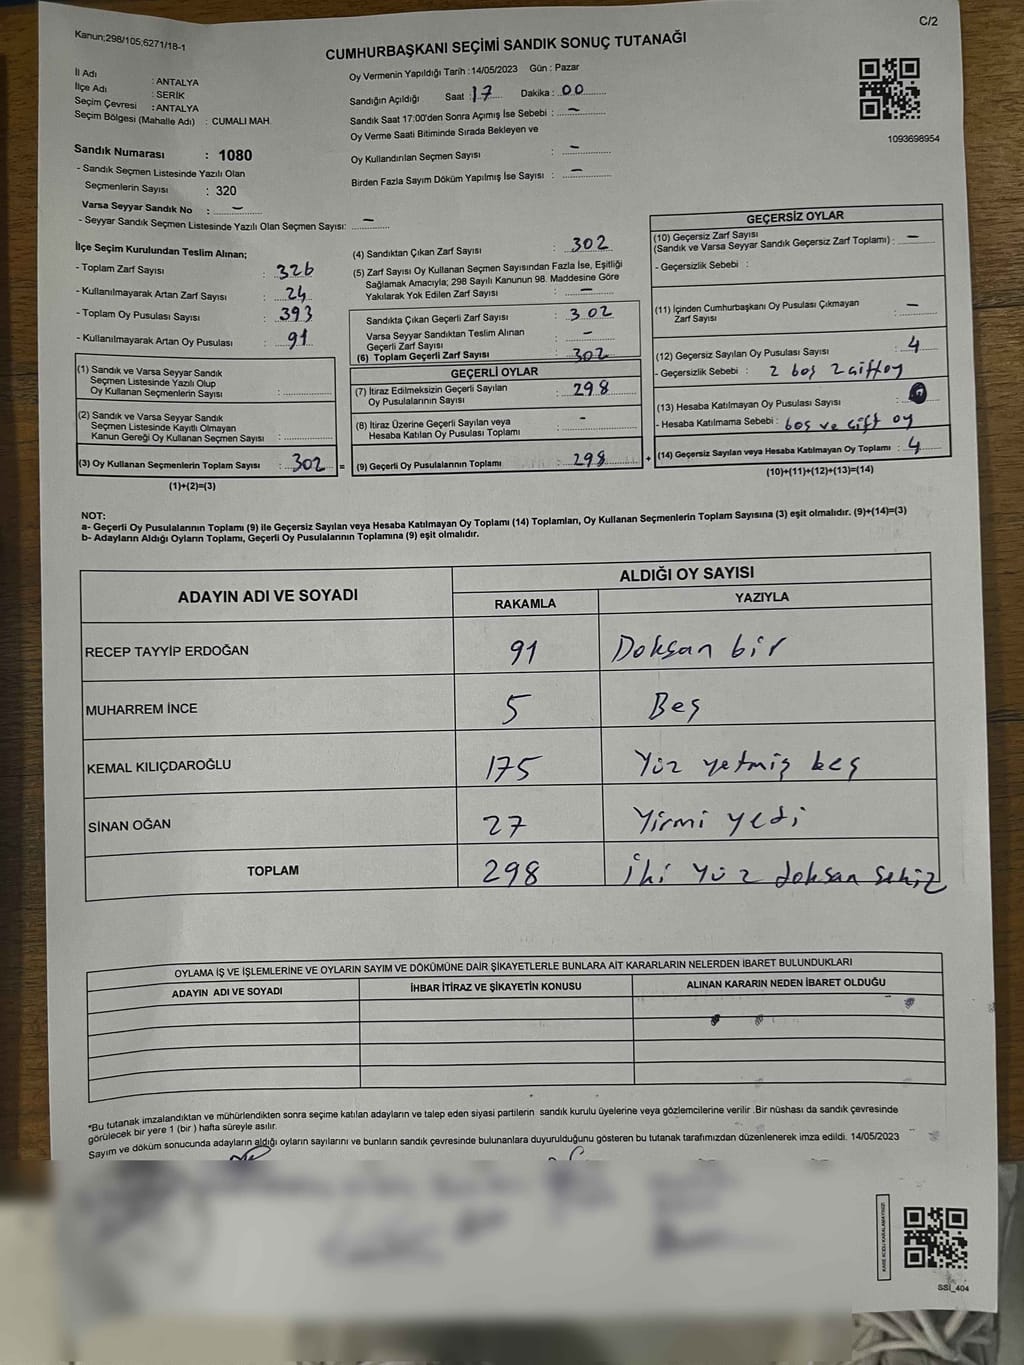 Kanun;298/105,6271/18-1
C/2
CUMHURBAŞKANI SEÇİMİ SANDIK SONUÇ TUTANAĞI
İl Adı : ANTALYA
İlçe Adı : SERİK
Seçim Çevresi : ANTALYA
Seçim Bölgesi (Mahalle Adı) : CUMALI MAH.
Sandık Numarası : 1080
- Sandık Seçmen Listesinde Yazılı Olan
Seçmenlerin Sayısı : 320
Varsa Seyyar Sandık No : –
- Seyyar Sandık Seçmen Listesinde Yazılı Olan Seçmen Sayısı: –
Oy Vermenin Yapıldığı Tarih : 14/05/2023 Gün : Pazar
Sandığın Açıldığı Saat : 17 Dakika : 00
Sandık Saat 17:00'den Sonra Açımış İse Sebebi : –
Oy Verme Saati Bitiminde Sırada Bekleyen ve
Oy Kullandırılan Seçmen Sayısı : –
Birden Fazla Sayım Döküm Yapılmış İse Sayısı : –
1093698954
İlçe Seçim Kurulundan Teslim Alınan;
- Toplam Zarf Sayısı : 326
- Kullanılmayarak Artan Zarf Sayısı : 24
- Toplam Oy Pusulası Sayısı : 393
- Kullanılmayarak Artan Oy Pusulası : 91
(1) Sandık ve Varsa Seyyar Sandık
Seçmen Listesinde Yazılı Olup
Oy Kullanan Seçmenlerin Sayısı :
(2) Sandık ve Varsa Seyyar Sandık
Seçmen Listesinde Kayıtlı Olmayan
Kanun Gereği Oy Kullanan Seçmen Sayısı :
(3) Oy Kullanan Seçmenlerin Toplam Sayısı : 302 =
(1)+(2)=(3)
(4) Sandıktan Çıkan Zarf Sayısı : 302
(5) Zarf Sayısı Oy Kullanan Seçmen Sayısından Fazla İse, Eşitliği
Sağlamak Amacıyla; 298 Sayılı Kanunun 98. Maddesine Göre
Yakılarak Yok Edilen Zarf Sayısı : –
Sandıkta Çıkan Geçerli Zarf Sayısı : 302
Varsa Seyyar Sandıktan Teslim Alınan
Geçerli Zarf Sayısı : –
(6) Toplam Geçerli Zarf Sayısı : 302
GEÇERLİ OYLAR
(7) İtiraz Edilmeksizin Geçerli Sayılan
Oy Pusulalarının Sayısı : 298
(8) İtiraz Üzerine Geçerli Sayılan veya
Hesaba Katılan Oy Pusulası Toplamı : –
(9) Geçerli Oy Pusulalarının Toplamı : 298 +
GEÇERSİZ OYLAR
(10) Geçersiz Zarf Sayısı
(Sandık ve Varsa Seyyar Sandık Geçersiz Zarf Toplamı) : –
- Geçersizlik Sebebi :
(11) İçinden Cumhurbaşkanı Oy Pusulası Çıkmayan
Zarf Sayısı : –
(12) Geçersiz Sayılan Oy Pusulası Sayısı : 4
- Geçersizlik Sebebi : 2 boş 2 çift oy
(13) Hesaba Katılmayan Oy Pusulası Sayısı :
- Hesaba Katılmama Sebebi : boş ve çift oy
(14) Geçersiz Sayılan veya Hesaba Katılmayan Oy Toplamı : 4
(10)+(11)+(12)+(13)=(14)
NOT:
a- Geçerli Oy Pusulalarının Toplamı (9) ile Geçersiz Sayılan veya Hesaba Katılmayan Oy Toplamı (14) Toplamları, Oy Kullanan Seçmenlerin Toplam Sayısına (3) eşit olmalıdır. (9)+(14)=(3)
b- Adayların Aldığı Oyların Toplamı, Geçerli Oy Pusulalarının Toplamına (9) eşit olmalıdır.
ADAYIN ADI VE SOYADI ALDIĞI OY SAYISI
RAKAMLA YAZIYLA
RECEP TAYYİP ERDOĞAN 91 Doksan bir
MUHARREM İNCE 5 Beş
KEMAL KILIÇDAROĞLU 175 Yüz yetmiş beş
SİNAN OĞAN 27 Yirmi yedi
TOPLAM 298 İki yüz doksan sekiz
OYLAMA İŞ VE İŞLEMLERİNE VE OYLARIN SAYIM VE DÖKÜMÜNE DAİR ŞİKAYETLERLE BUNLARA AİT KARARLARIN NELERDEN İBARET BULUNDUKLARI
ADAYIN ADI VE SOYADI İHBAR İTİRAZ VE ŞİKAYETİN KONUSU ALINAN KARARIN NEDEN İBARET OLDUĞU
*Bu tutanak imzalandıktan ve mühürlendikten sonra seçime katılan adayların ve talep eden siyasi partilerin sandık kurulu üyelerine veya gözlemcilerine verilir .Bir nüshası da sandık çevresinde
görülecek bir yere 1 (bir ) hafta süreyle asılır.
Sayım ve döküm sonucunda adayların aldığı oyların sayılarını ve bunların sandık çevresinde bulunanlara duyurulduğunu gösteren bu tutanak tarafımızdan düzenlenerek imza edildi. 14/05/2023
KARE KODU KARALAMAYINIZ!
SSI_404